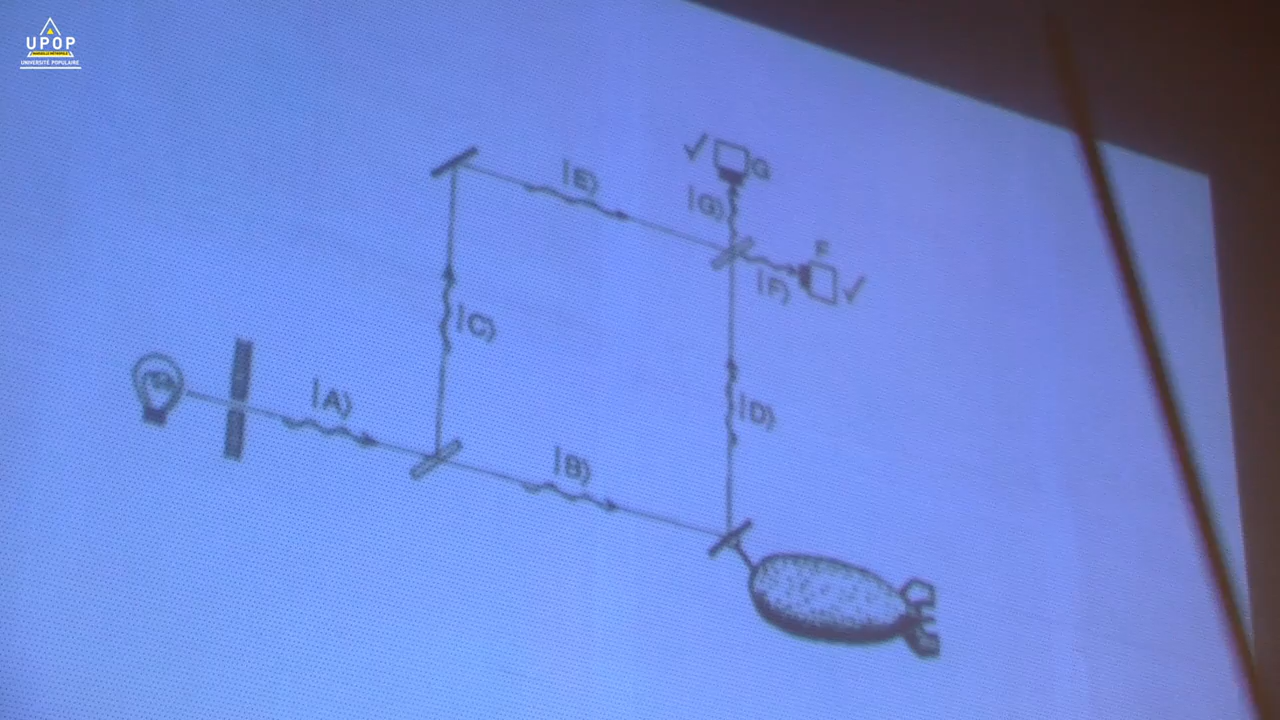 UPOP
UNIVERSITÉ POPULAIRE
|E⟩
G
|G⟩
F
|F⟩
|C⟩
|A⟩
|D⟩
|B⟩